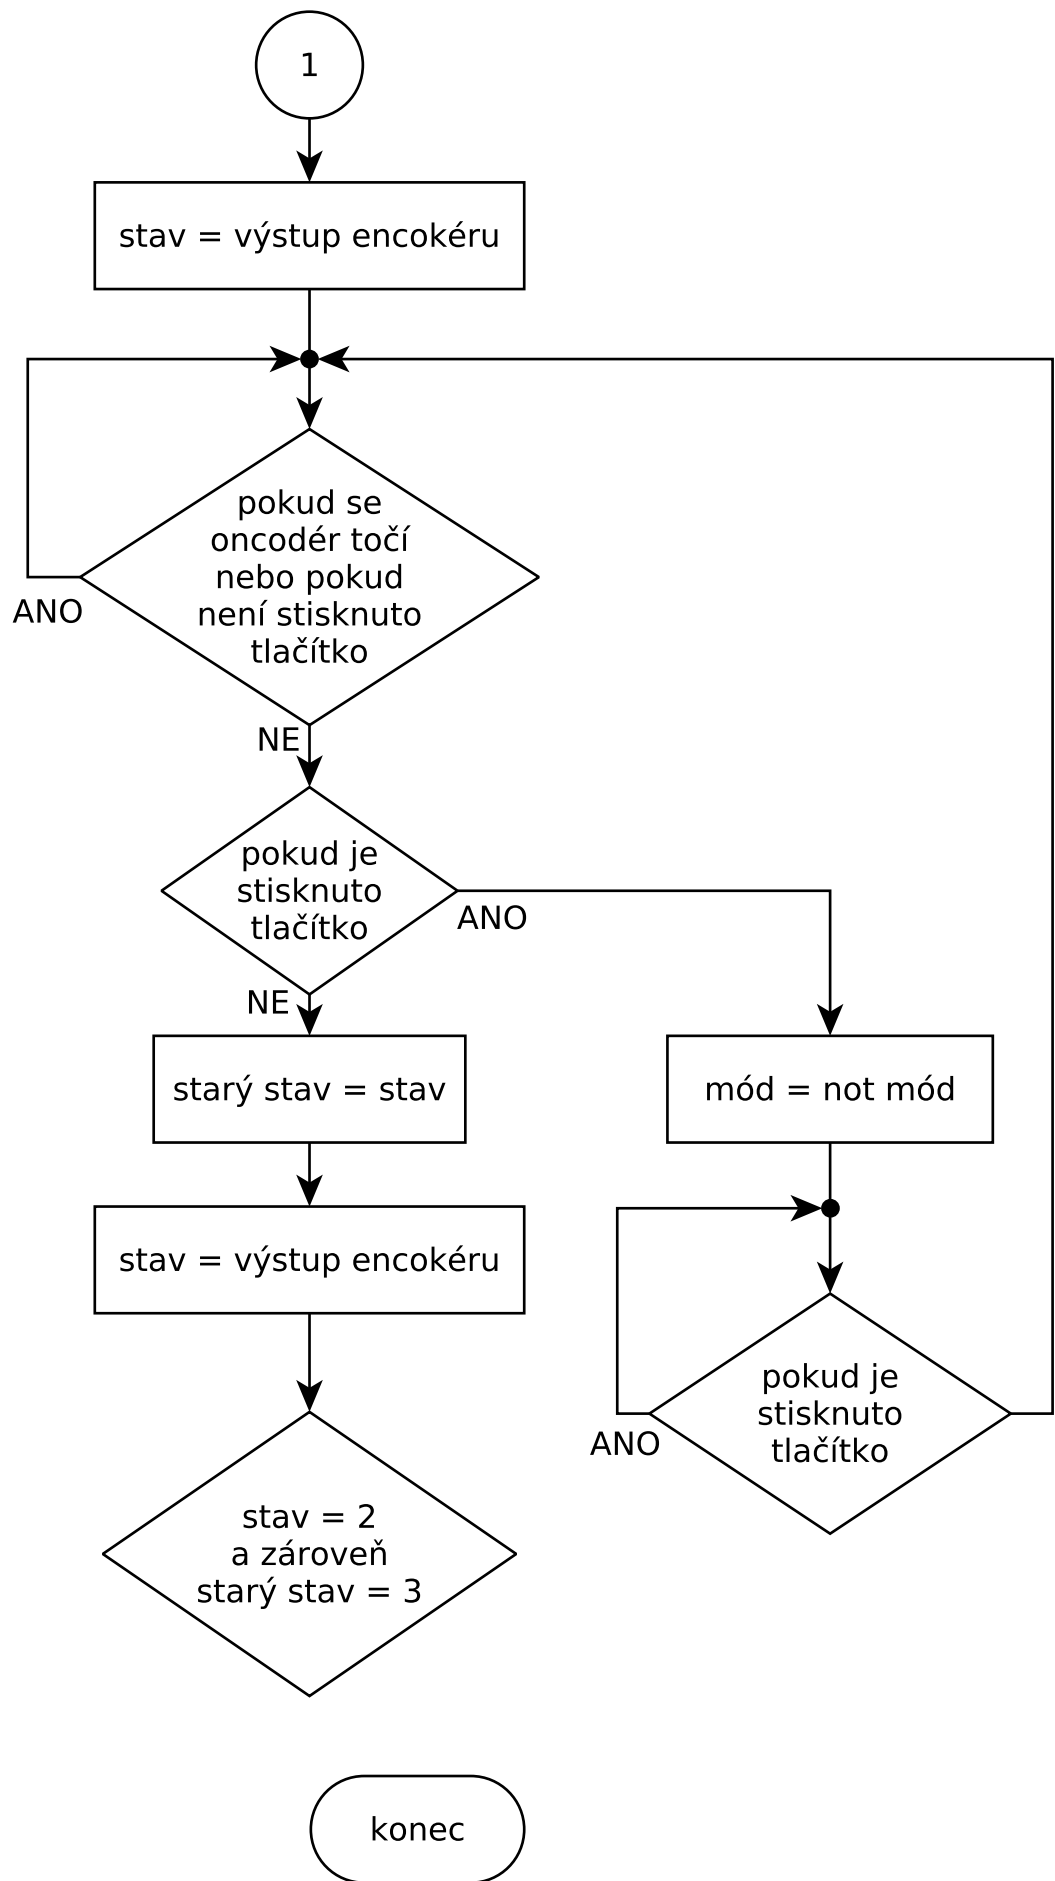 1
stav = výstup encokéru
pokud se
oncodér točí
nebo pokud
není stisknuto
tlačítko
ANO
NE
pokud je
stisknuto
tlačítko
ANO
NE
starý stav = stav
mód = not mód
stav = výstup encokéru
pokud je
stisknuto
tlačítko
ANO
stav = 2
a zároveň
starý stav = 3
konec